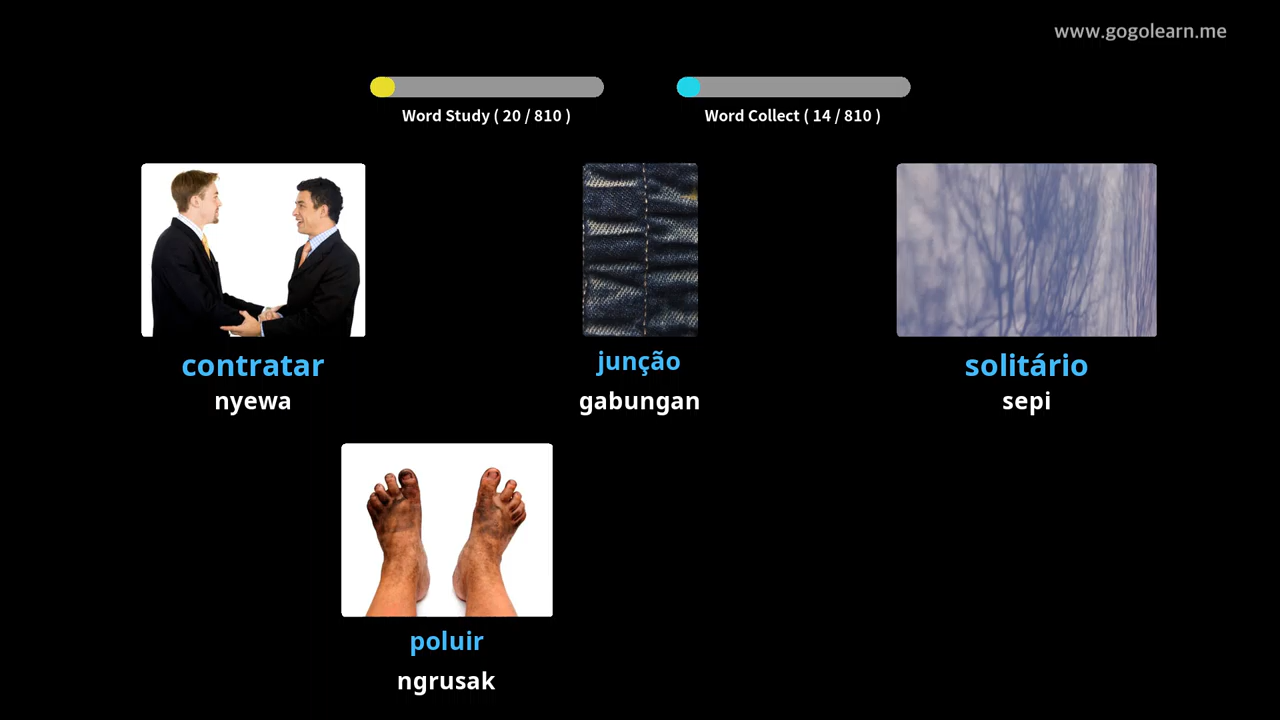 www.gogolearn.me
Word Study ( 20 / 810 )
Word Collect ( 14 / 810 )
contratar
nyewa
junção
gabungan
solitário
sepi
poluir
ngrusak